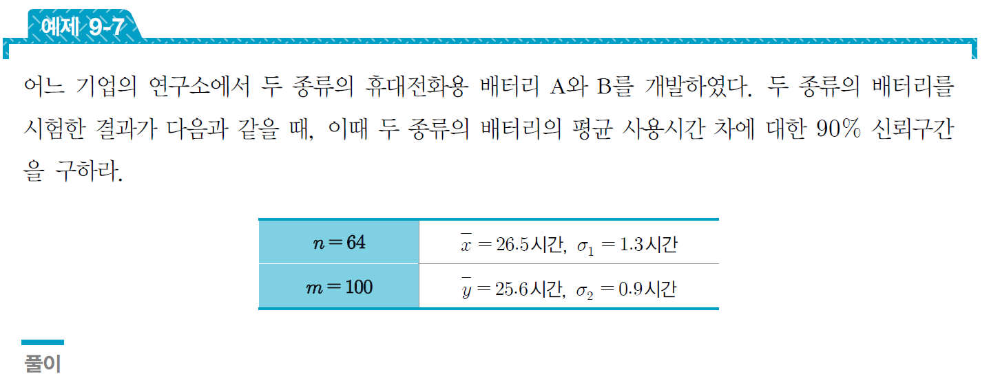 예제 9-7
어느 기업의 연구소에서 두 종류의 휴대전화용 배터리 A와 B를 개발하였다. 두 종류의 배터리를
시험한 결과가 다음과 같을 때, 이때 두 종류의 배터리의 평균 사용시간 차에 대한 90% 신뢰구간
을 구하라.
n=64 x̄=26.5시간, σ₁=1.3시간
m=100 ȳ=25.6시간, σ₂=0.9시간
풀이